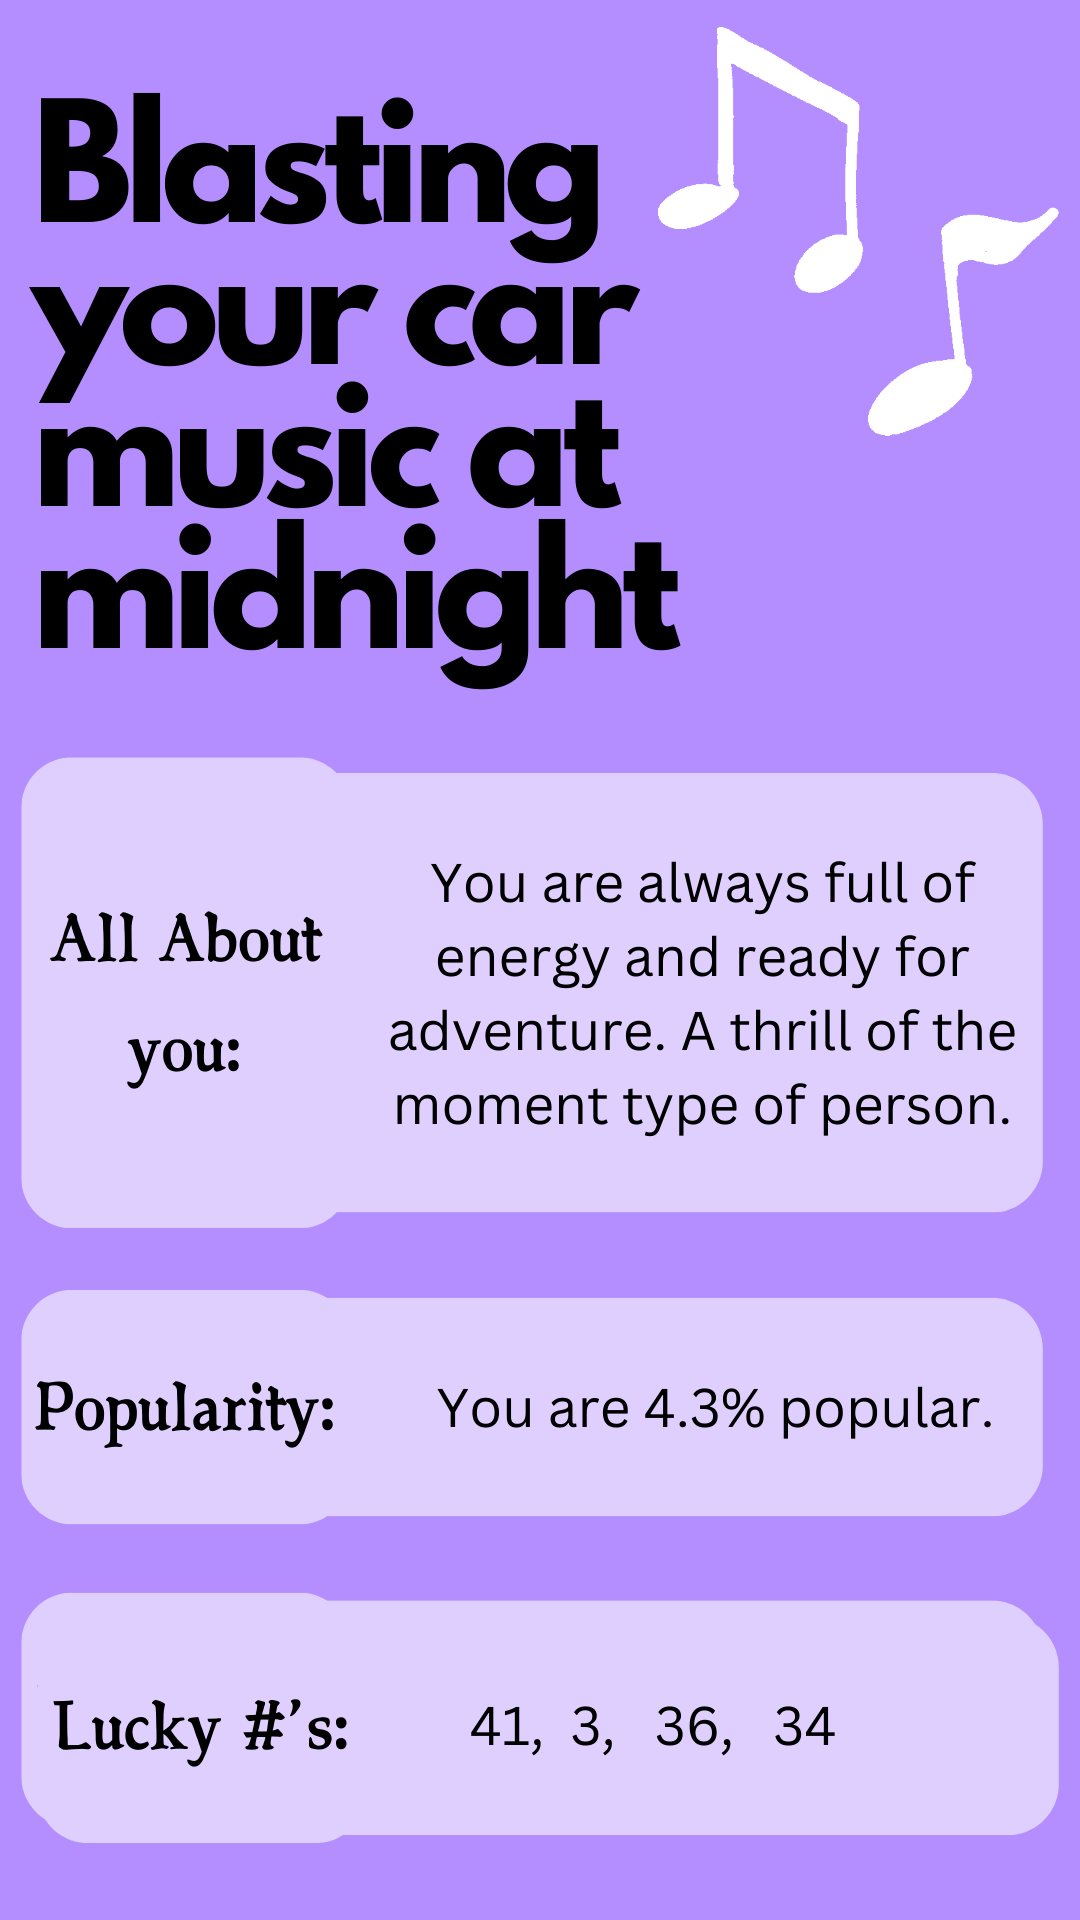 Blasting
your car
music at
midnight
All About
you:
You are always full of
energy and ready for
adventure. A thrill of the
moment type of person.
Popularity:
You are 4.3% popular.
Lucky #'s:
41, 3, 36, 34